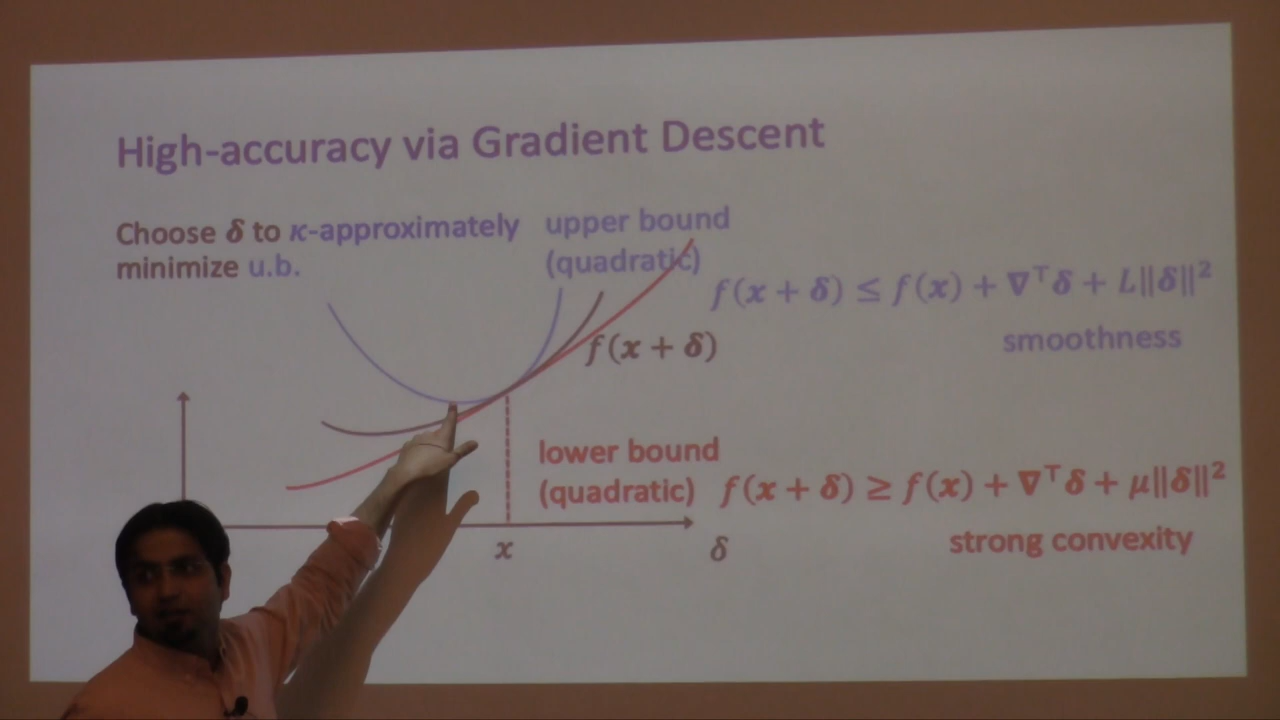 High-accuracy via Gradient Descent
Choose δ to κ-approximately
minimize u.b.
upper bound
(quadratic)
f(x + δ) ≤ f(x) + ∇ᵀδ + L‖δ‖²
smoothness
f(x + δ)
lower bound
(quadratic)
f(x + δ) ≥ f(x) + ∇ᵀδ + μ‖δ‖²
strong convexity
x
δ